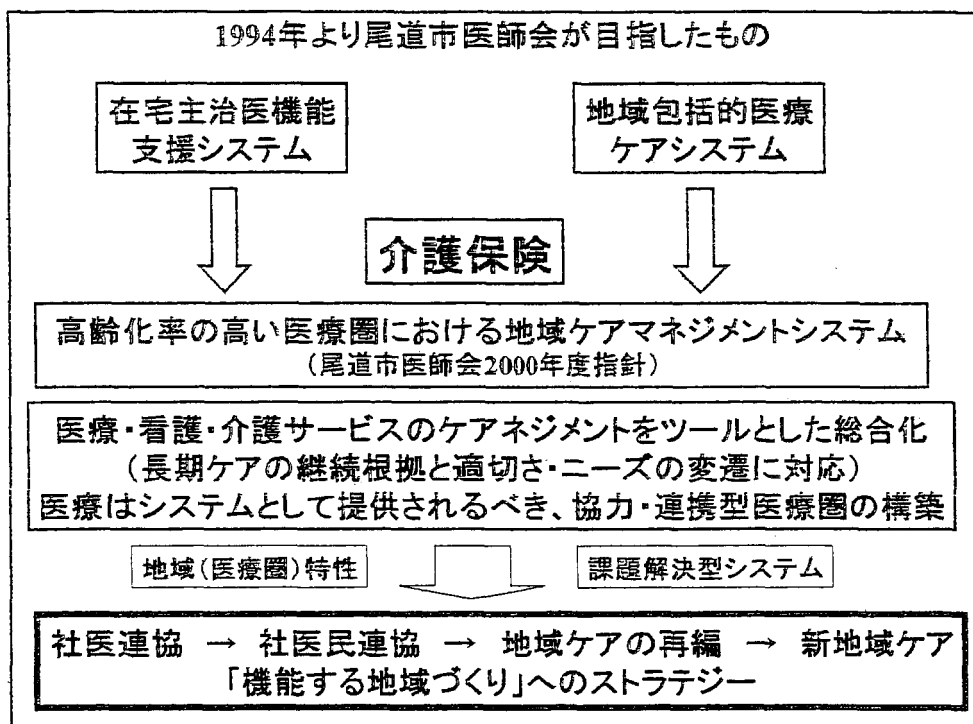 1994年より尾道市医師会が目指したもの
在宅主治医機能
支援システム
地域包括的医療
ケアシステム
介護保険
高齢化率の高い医療圏における地域ケアマネジメントシステム
（尾道市医師会2000年度指針）
医療・看護・介護サービスのケアネジメントをツールとした総合化
（長期ケアの継続根拠と適切さ・ニーズの変遷に対応）
医療はシステムとして提供されるべき、協力・連携型医療圏の構築
地域（医療圏）特性
課題解決型システム
社医連協 → 社医民連協 → 地域ケアの再編 → 新地域ケア
「機能する地域づくり」へのストラテジー